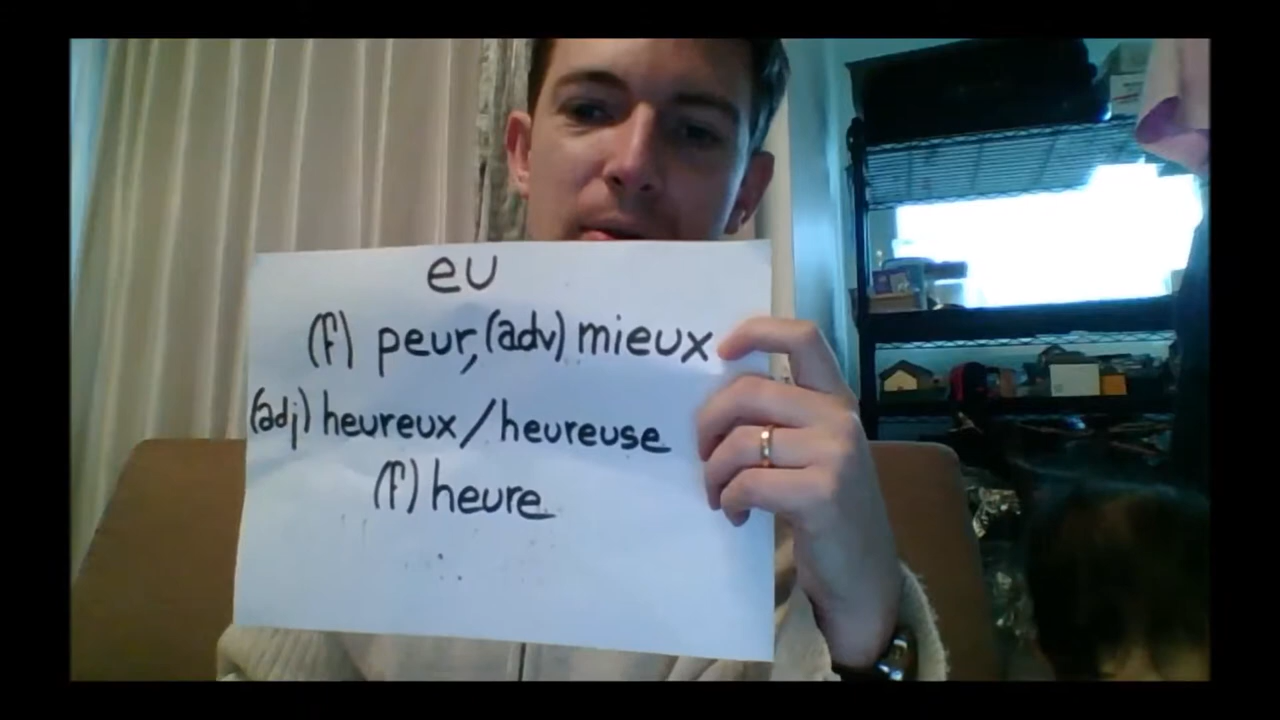 eu
(f) peur, (adv) mieux
(adj) heureux/heureuse
(f) heure